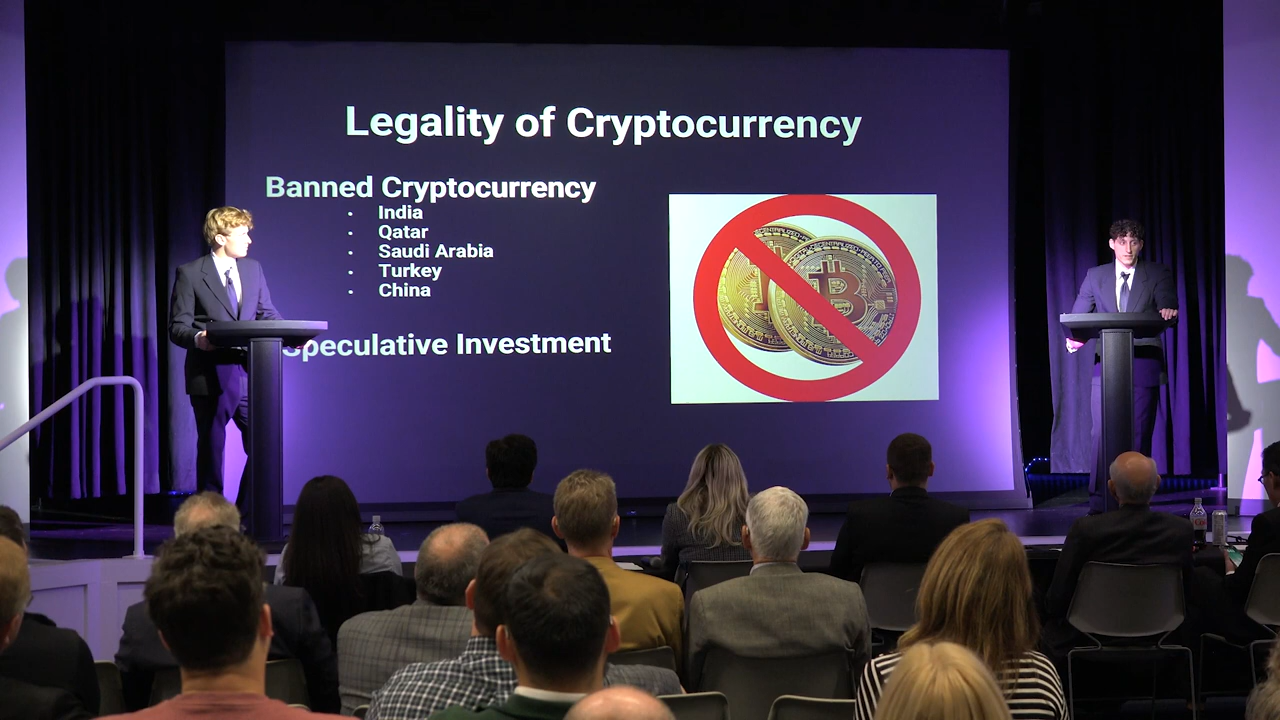 Legality of Cryptocurrency
Banned Cryptocurrency
• India
• Qatar
• Saudi Arabia
• Turkey
• China
Speculative Investment